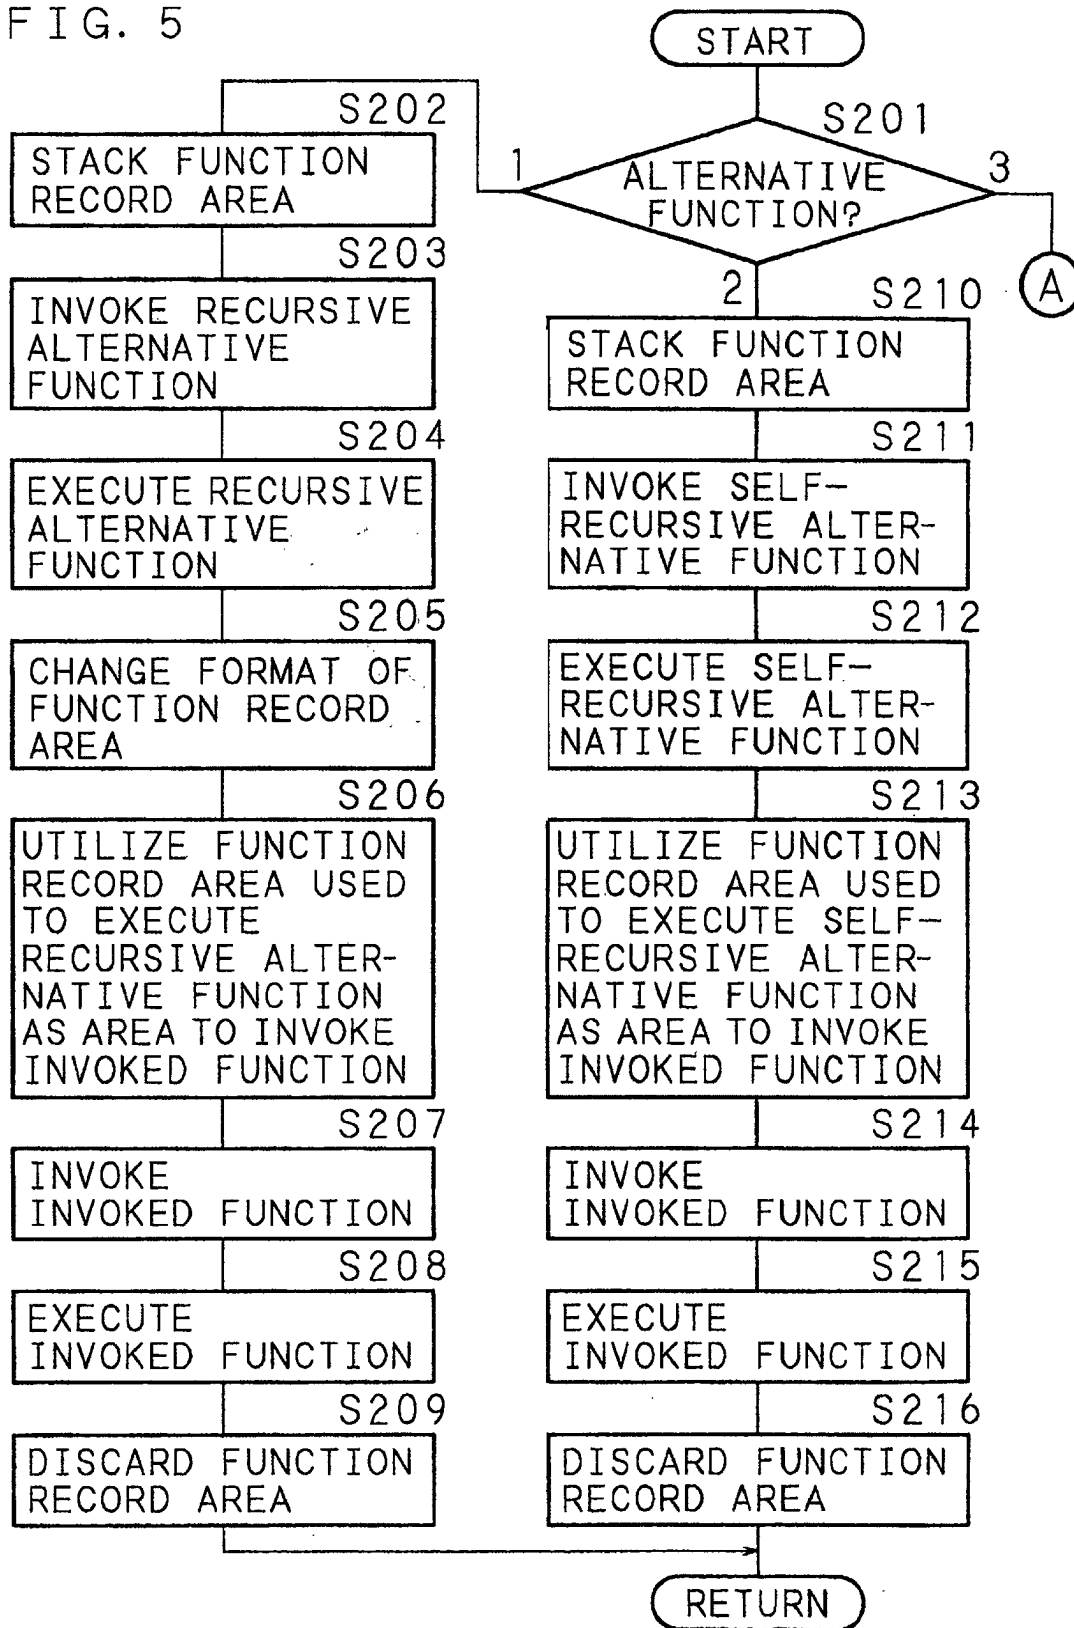 FIG. 5
START
S201
ALTERNATIVE
FUNCTION?
1
2
3
A
S202
STACK FUNCTION
RECORD AREA
S203
INVOKE RECURSIVE
ALTERNATIVE
FUNCTION
S204
EXECUTE RECURSIVE
ALTERNATIVE
FUNCTION
S205
CHANGE FORMAT OF
FUNCTION RECORD
AREA
S206
UTILIZE FUNCTION
RECORD AREA USED
TO EXECUTE
RECURSIVE ALTER-
NATIVE FUNCTION
AS AREA TO INVOKE
INVOKED FUNCTION
S207
INVOKE
INVOKED FUNCTION
S208
EXECUTE
INVOKED FUNCTION
S209
DISCARD FUNCTION
RECORD AREA
S210
STACK FUNCTION
RECORD AREA
S211
INVOKE SELF-
RECURSIVE ALTER-
NATIVE FUNCTION
S212
EXECUTE SELF-
RECURSIVE ALTER-
NATIVE FUNCTION
S213
UTILIZE FUNCTION
RECORD AREA USED
TO EXECUTE SELF-
RECURSIVE ALTER-
NATIVE FUNCTION
AS AREA TO INVOKE
INVOKED FUNCTION
S214
INVOKE
INVOKED FUNCTION
S215
EXECUTE
INVOKED FUNCTION
S216
DISCARD FUNCTION
RECORD AREA
RETURN